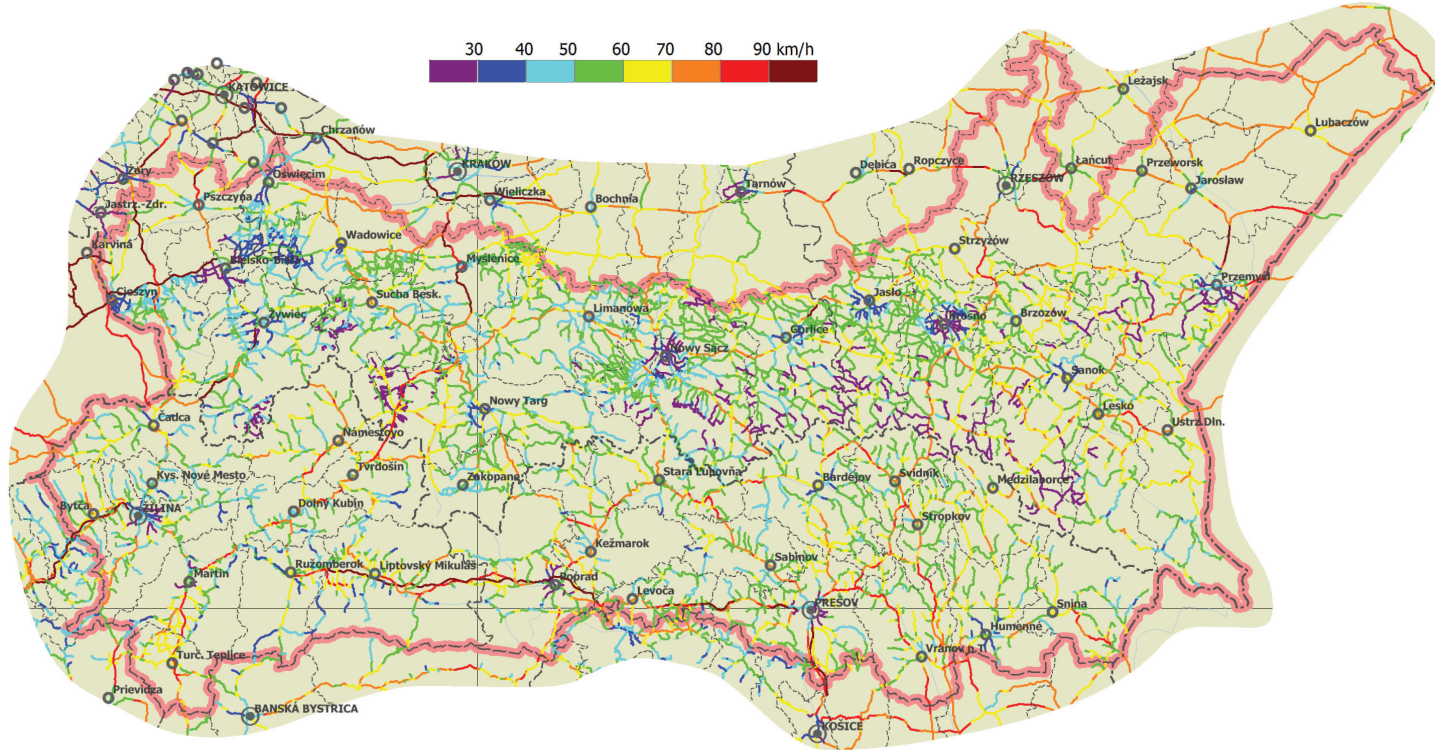 30 40 50 60 70 80 90 km/h
KATOWICE
Chrzanów
KRAKOW
Leżajsk
Lubaczów
Żory
Oświęcim
Pszczyna
Wieliczka
Bochnia
Tarnów
Dębica
Ropczyce
RZESZÓW
Łańcut
Przeworsk
Jarosław
Jastrz.-Zdr.
Karviná
Wadowice
Myślenice
Strzyżów
Bielsko-Biała
Cieszyn
Sucha Besk.
Żywiec
Limanowa
Gorlice
Jasło
Krosno
Brzozów
Przemyśl
Nowy Sącz
Sanok
Lesko
Ustrz. Dln.
Čadca
Nowy Targ
Námestovo
Kys. Nové Mesto
Tvrdošín
Zakopane
Stará Ľubovňa
Bardejov
Svidník
Medzilaborce
Bytča
ŽILINA
Dolný Kubín
Stropkov
Kežmarok
Sabinov
Martin
Ružomberok
Liptovský Mikuláš
Poprad
Levoča
PREŠOV
Snina
Humenné
Vranov n.T.
Turč. Teplice
Prievidza
BANSKÁ BYSTRICA
KOŠICE